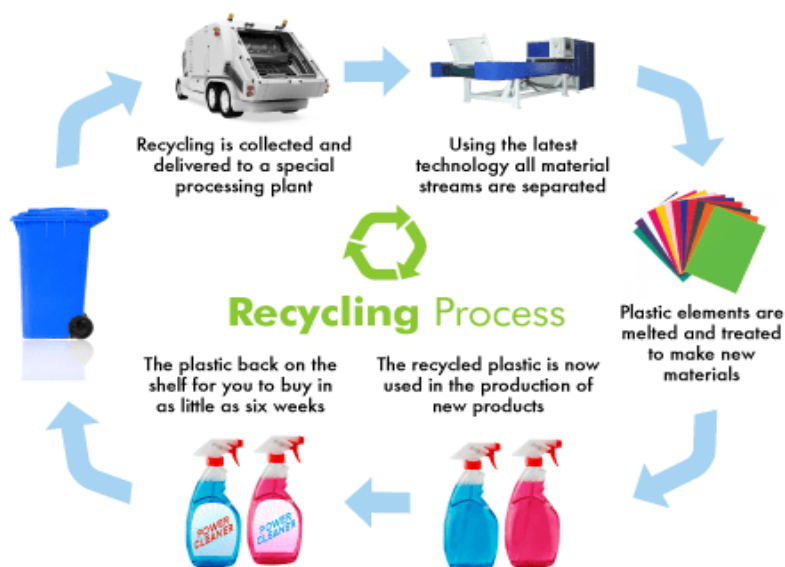 Recycling is collected and
delivered to a special
processing plant
Using the latest
technology all material
streams are separated
Recycling Process
Plastic elements are
melted and treated
to make new
materials
The recycled plastic is now
used in the production of
new products
The plastic back on the
shelf for you to buy in
as little as six weeks
POWER
CLEANER
POWER
CLEANER